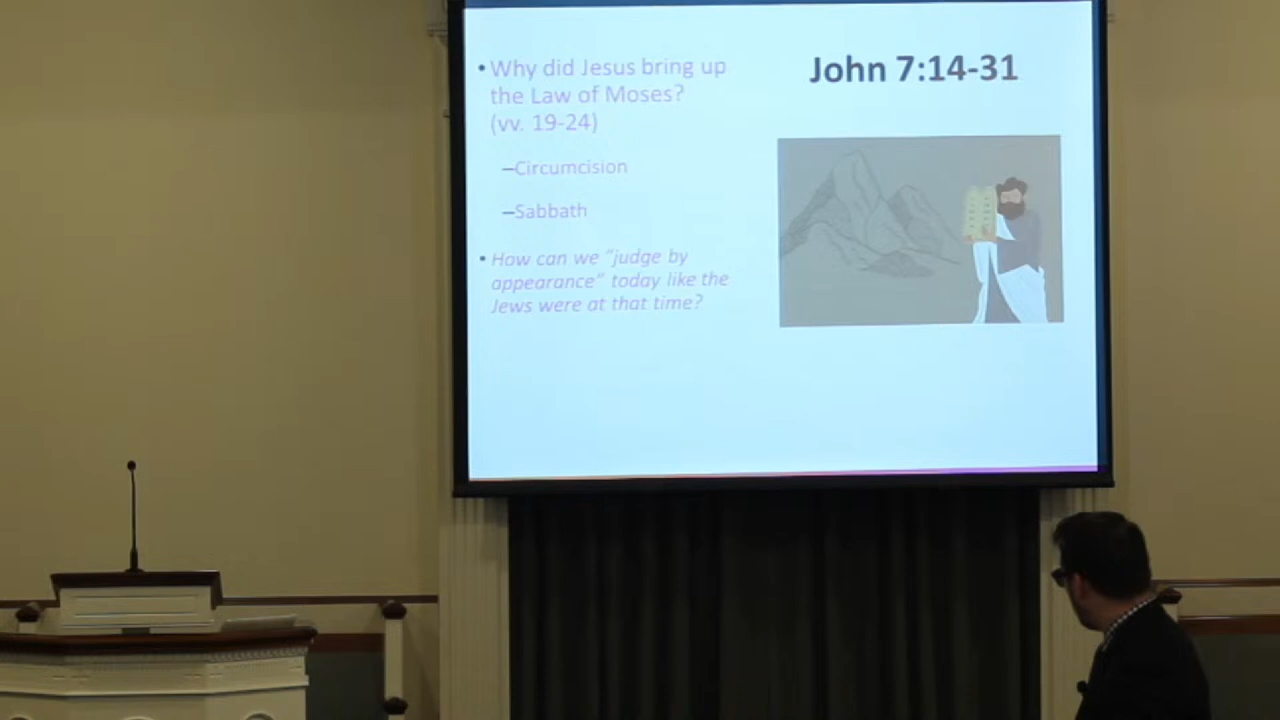 • Why did Jesus bring up
the Law of Moses?
(vv. 19-24)
–Circumcision
–Sabbath
• How can we "judge by
appearance" today like the
Jews were at that time?
John 7:14-31